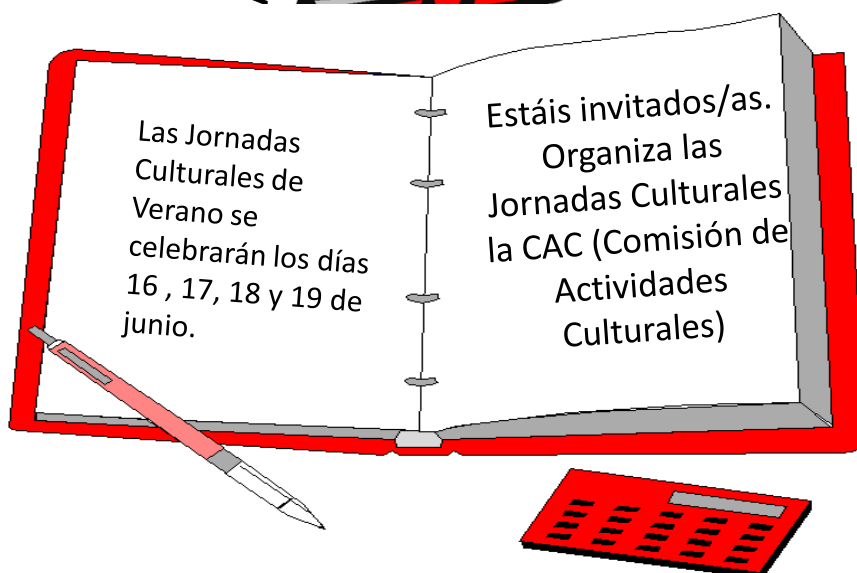 Las Jornadas
Culturales de
Verano se
celebrarán los días
16 , 17, 18 y 19 de
junio.
Estáis invitados/as.
Organiza las
Jornadas Culturales
la CAC (Comisión de
Actividades
Culturales)